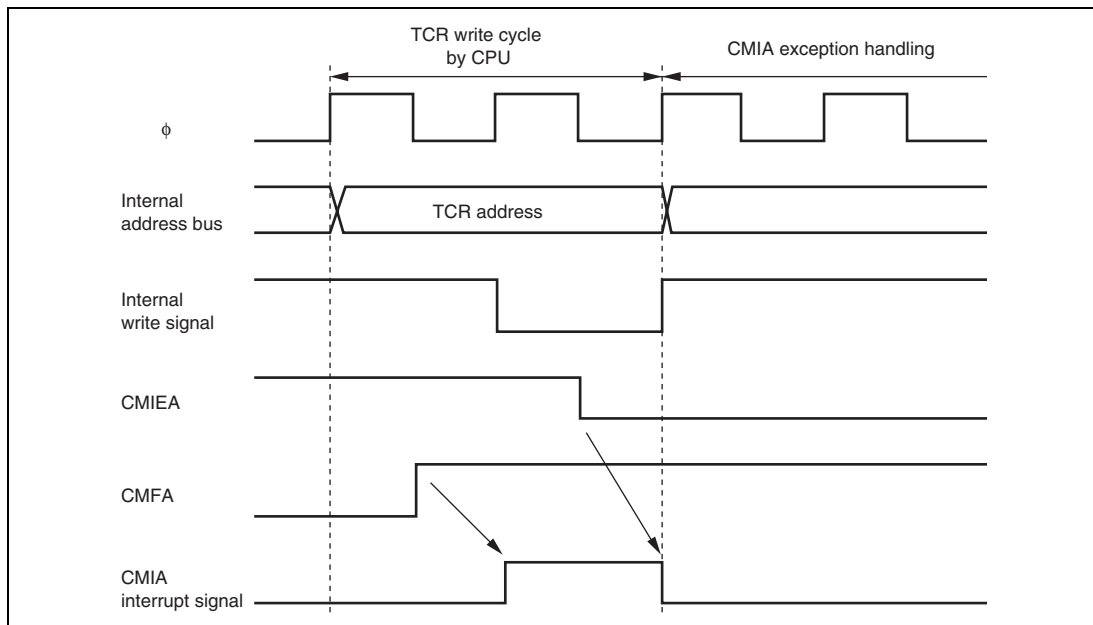 TCR write cycle
by CPU
CMIA exception handling
ϕ
Internal
address bus
TCR address
Internal
write signal
CMIEA
CMFA
CMIA
interrupt signal